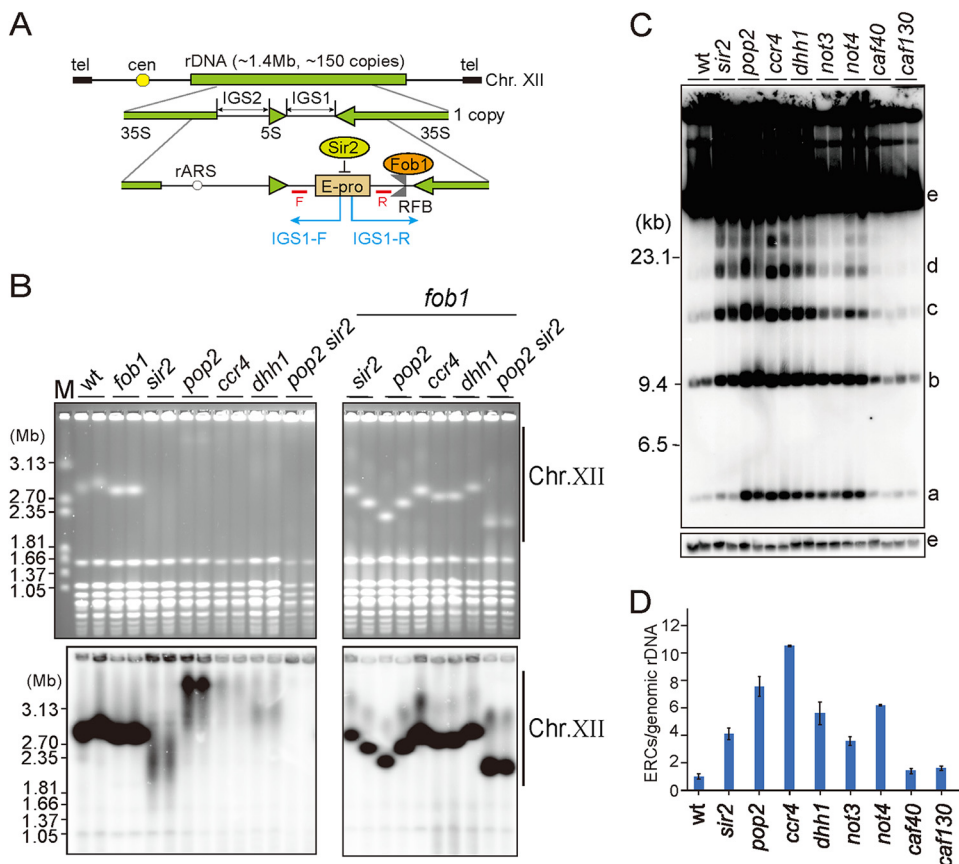 A
tel
cen
rDNA (~1.4Mb, ~150 copies)
tel
Chr. XII
IGS2
IGS1
1 copy
35S
5S
35S
Sir2
Fob1
rARS
E-pro
F
R
RFB
IGS1-F
IGS1-R
B
fob1
M
wt
fob1
sir2
pop2
ccr4
dhh1
pop2 sir2
sir2
pop2
ccr4
dhh1
pop2 sir2
(Mb)
3.13
2.70
2.35
1.81
1.66
1.37
1.05
Chr.XII
(Mb)
3.13
2.70
2.35
1.81
1.66
1.37
1.05
Chr.XII
C
wt
sir2
pop2
ccr4
dhh1
not3
not4
caf40
caf130
(kb)
23.1
9.4
6.5
e
d
c
b
a
e
D
ERCs/genomic rDNA
12
10
8
6
4
2
0
wt
sir2
pop2
ccr4
dhh1
not3
not4
caf40
caf130